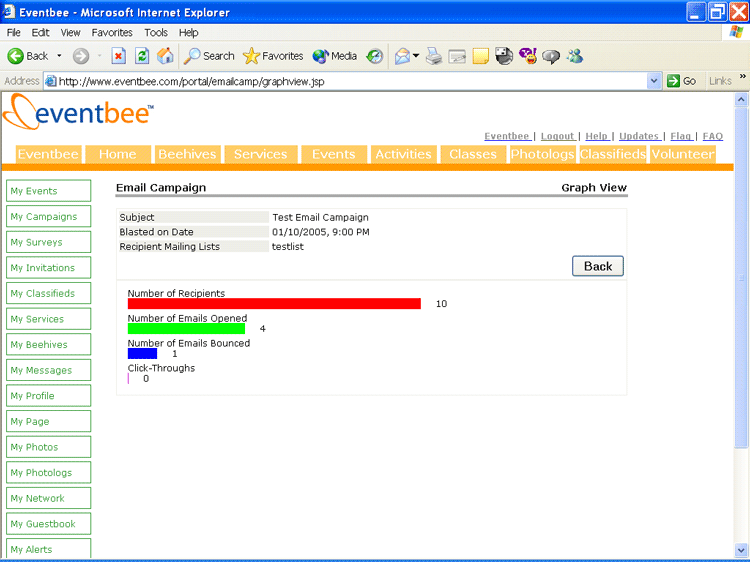 Eventbee - Microsoft Internet Explorer
File Edit View Favorites Tools Help
Back Search Favorites Media
Address http://www.eventbee.com/portal/emailcamp/graphview.jsp Go Links »
eventbee™
Eventbee | Logout | Help | Updates | Flag | FAQ
Eventbee Home Beehives Services Events Activities Classes Photologs Classifieds Volunteer
My Events
My Campaigns
My Surveys
My Invitations
My Classifieds
My Services
My Beehives
My Messages
My Profile
My Page
My Photos
My Photologs
My Network
My Guestbook
My Alerts
Email Campaign Graph View
Subject Test Email Campaign
Blasted on Date 01/10/2005, 9:00 PM
Recipient Mailing Lists testlist
Back
Number of Recipients
10
Number of Emails Opened
4
Number of Emails Bounced
1
Click-Throughs
0